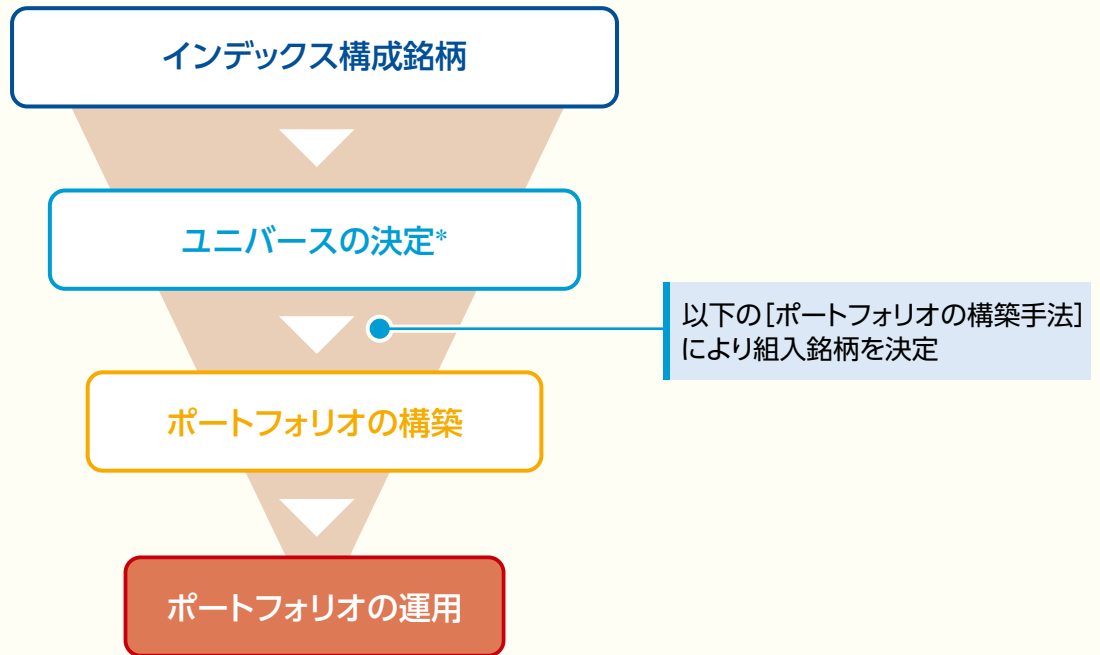 インデックス構成銘柄
ユニバースの決定*
以下の[ポートフォリオの構築手法]
により組入銘柄を決定
ポートフォリオの構築
ポートフォリオの運用